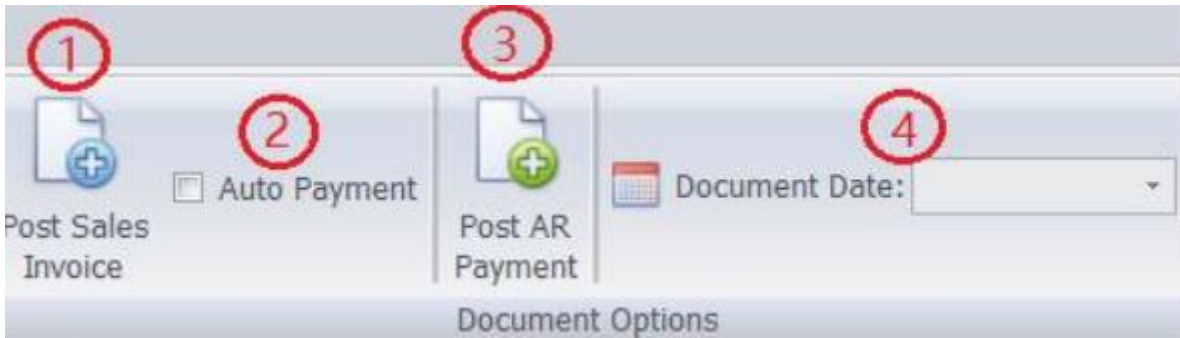 1
3
2
4
Auto Payment
Document Date:
Post Sales
Invoice
Post AR
Payment
Document Options